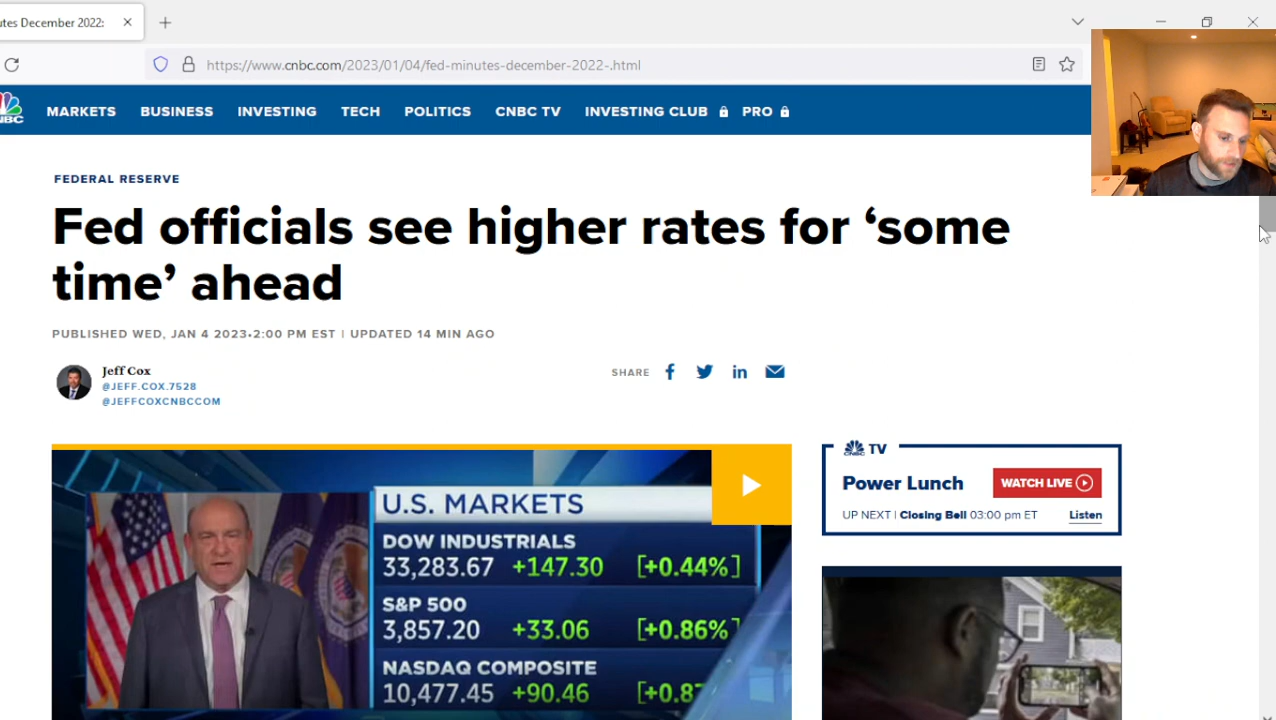 utes December 2022:
https://www.cnbc.com/2023/01/04/fed-minutes-december-2022-.html
MARKETS BUSINESS INVESTING TECH POLITICS CNBC TV INVESTING CLUB PRO
FEDERAL RESERVE
Fed officials see higher rates for ‘some
time’ ahead
PUBLISHED WED, JAN 4 2023•2:00 PM EST | UPDATED 14 MIN AGO
Jeff Cox
@JEFF.COX.7528
@JEFFCOXCNBCCOM
SHARE
TV
Power Lunch
WATCH LIVE
UP NEXT | Closing Bell 03:00 pm ET
Listen
U.S. MARKETS
DOW INDUSTRIALS
33,283.67 +147.30 [+0.44%]
S&P 500
3,857.20 +33.06 [+0.86%]
NASDAQ COMPOSITE
10,477.45 +90.46